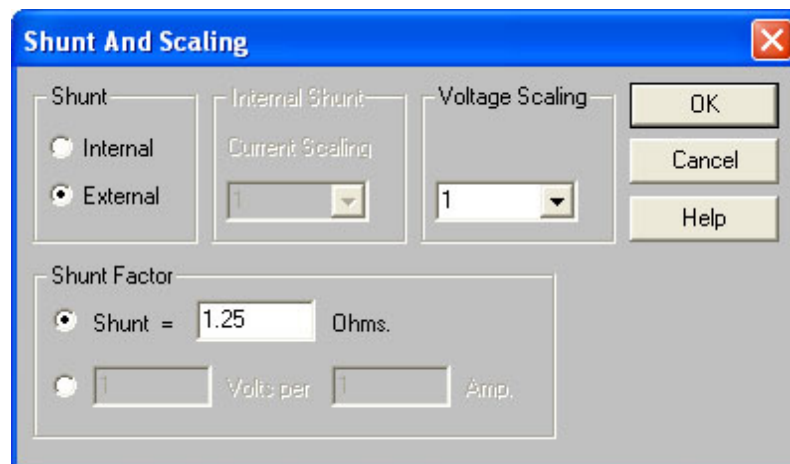 Shunt And Scaling
Shunt
Internal
External
Internal Shunt
Current Scaling
1
Voltage Scaling
1
OK
Cancel
Help
Shunt Factor
Shunt = 1.25 Ohms.
1 Volts per 1 Amp.